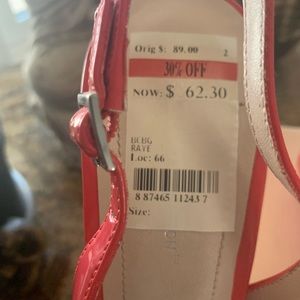 Orig $: 89.00 2
30% OFF
NOW: $ 62.30
BCBG
RAYE
Loc: 66
8 87465 11243 7
Size: